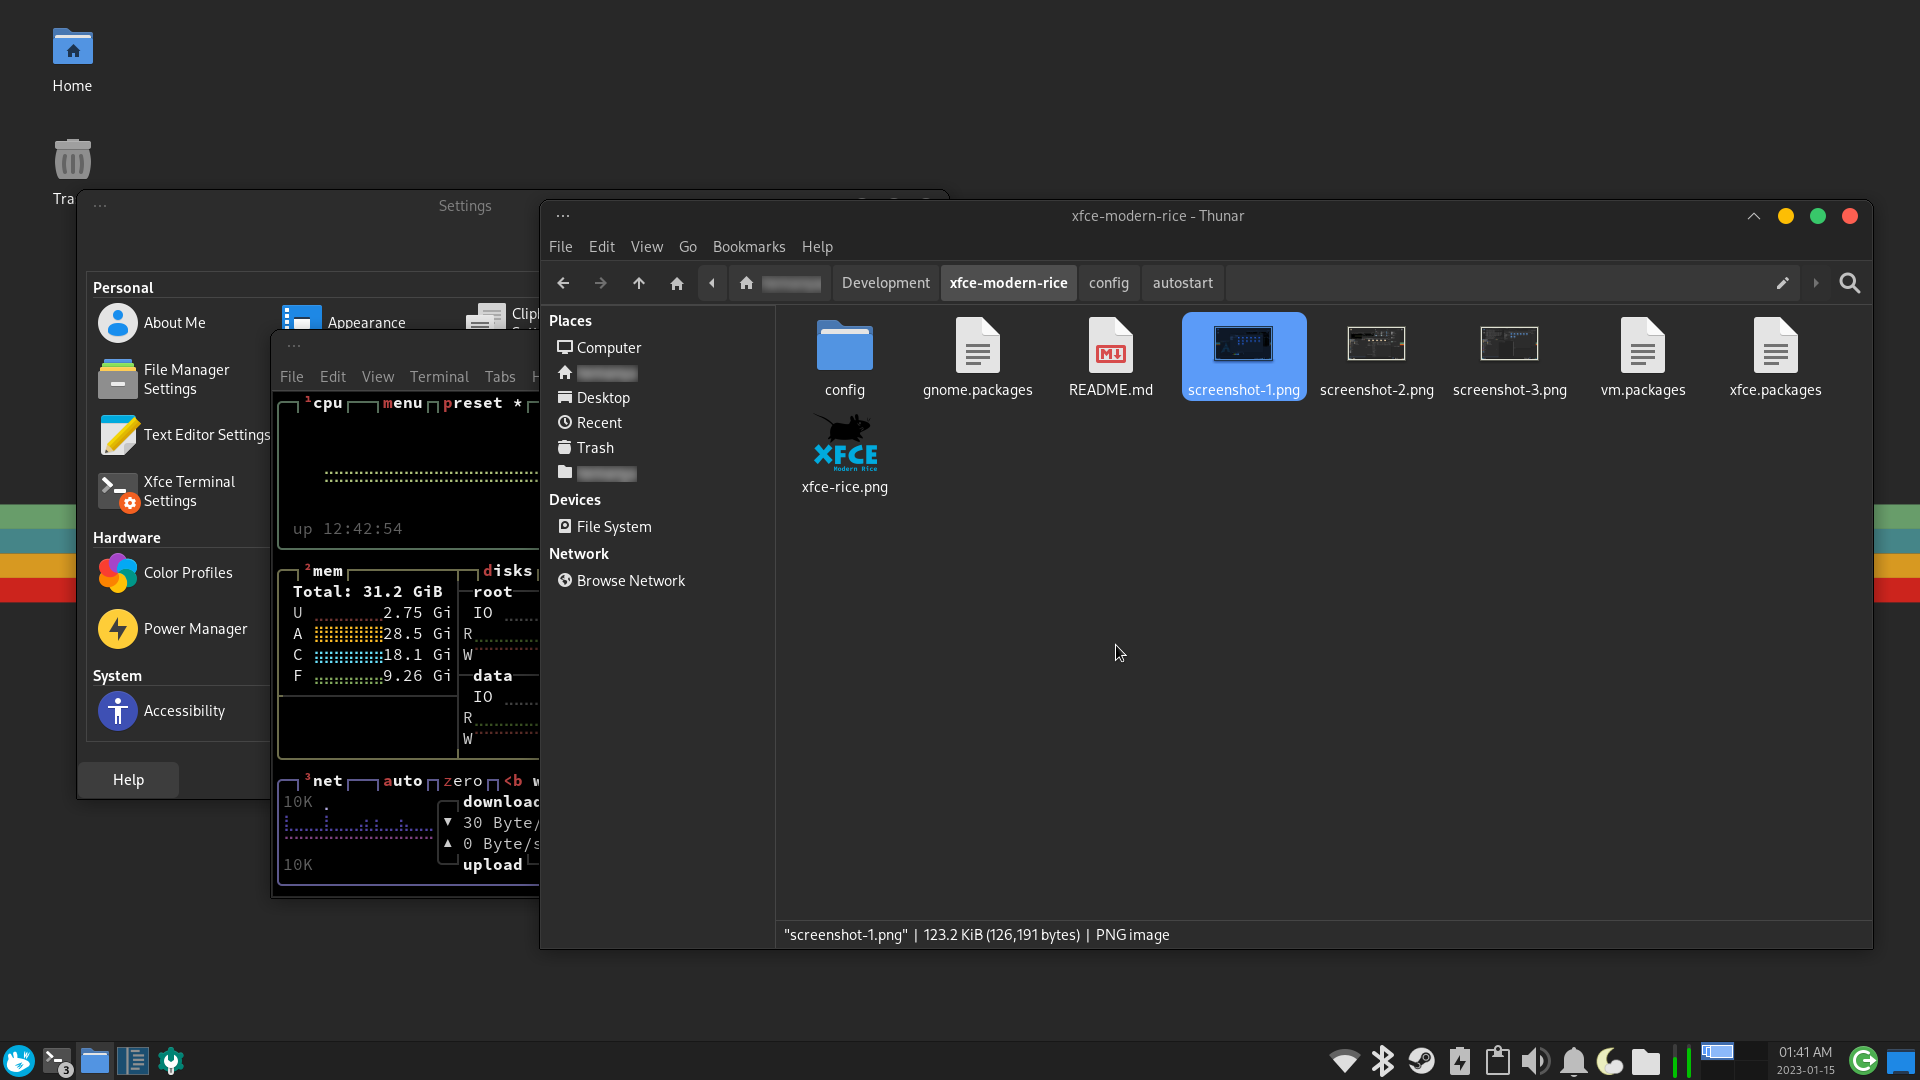 Home
Tra
Settings
Personal
About Me
Appearance
Clip
File Manager
Settings
Text Editor Settings
Xfce Terminal
Settings
Hardware
Color Profiles
Power Manager
System
Accessibility
Help
File Edit View Terminal Tabs H
1cpu menu preset *
up 12:42:54
2mem disks
Total: 31.2 GiB root
U 2.75 Gi IO
A 28.5 Gi R
C 18.1 Gi W
F 9.26 Gi data
IO
R
W
3net auto zero <b w
10K download
▼ 30 Byte/
▲ 0 Byte/s
10K upload
xfce-modern-rice - Thunar
File Edit View Go Bookmarks Help
Development xfce-modern-rice config autostart
Places
Computer
Desktop
Recent
Trash
Devices
File System
Network
Browse Network
config gnome.packages README.md screenshot-1.png screenshot-2.png screenshot-3.png vm.packages xfce.packages
XFCE
Modern Rice
xfce-rice.png
"screenshot-1.png" | 123.2 KiB (126,191 bytes) | PNG image
3
01:41 AM
2023-01-15